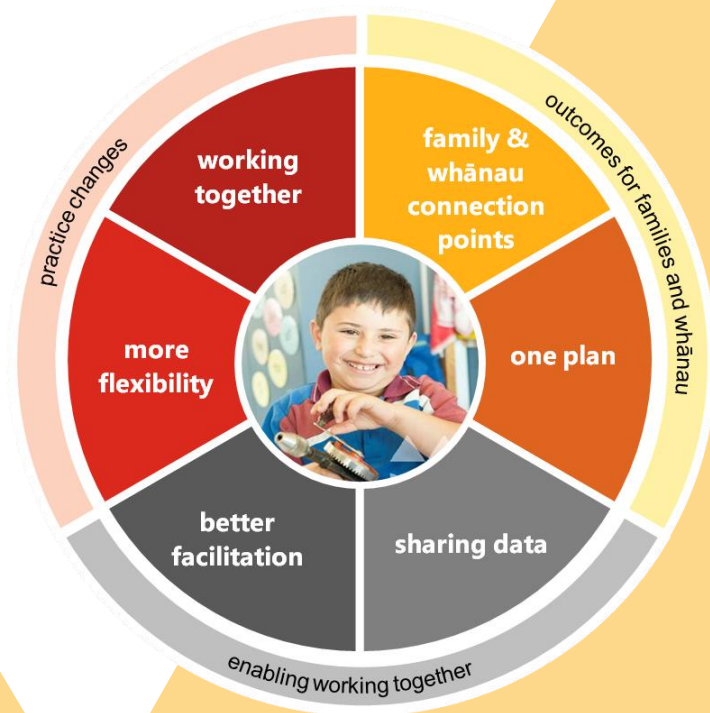 practice changes
outcomes for families and whānau
working
together
family &
whānau
connection
points
more
flexibility
one plan
better
facilitation
sharing data
enabling working together